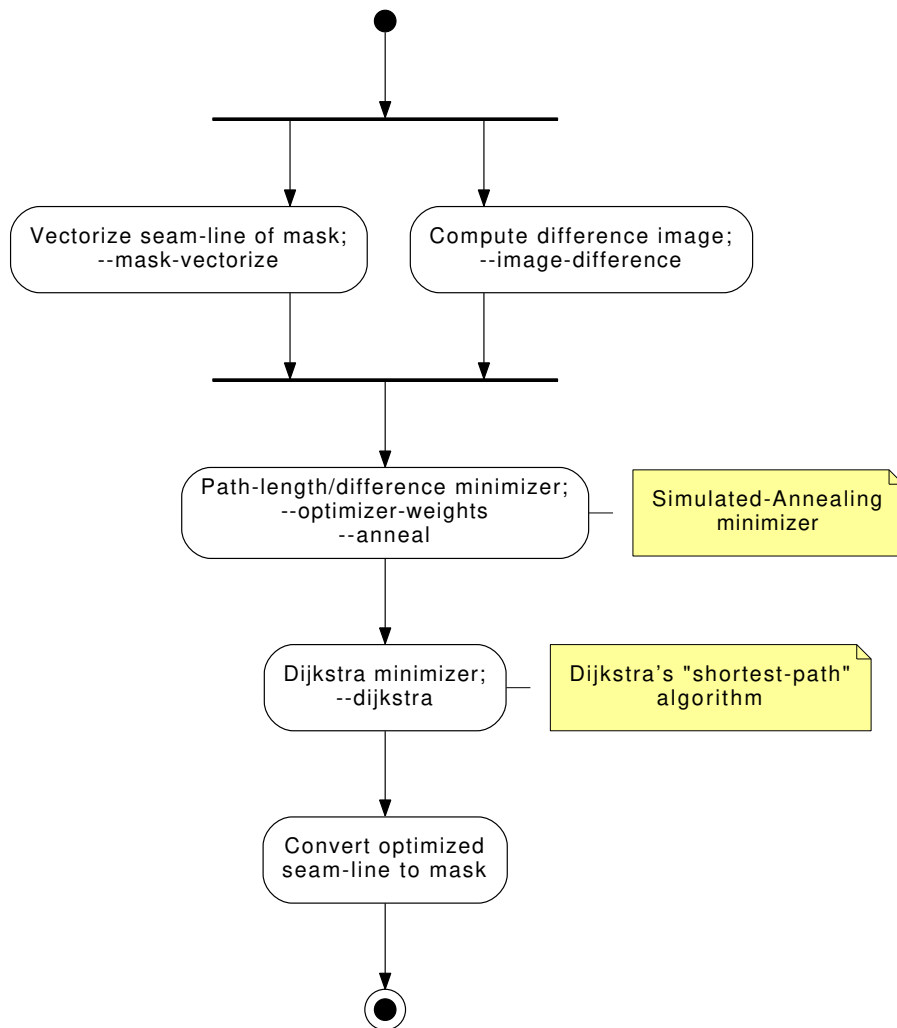 Vectorize seam-line of mask;
--mask-vectorize
Compute difference image;
--image-difference
Path-length/difference minimizer;
--optimizer-weights
--anneal
Simulated-Annealing
minimizer
Dijkstra minimizer;
--dijkstra
Dijkstra's "shortest-path"
algorithm
Convert optimized
seam-line to mask